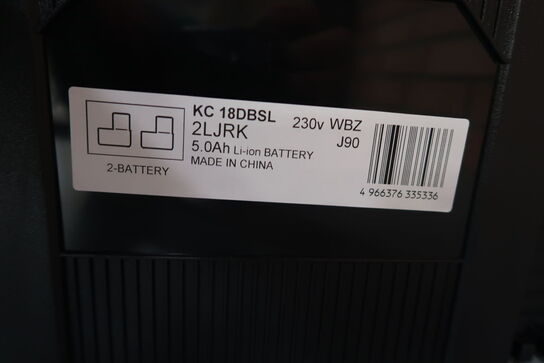 KC 18DBSL 230v WBZ
2LJRK J90
5.0Ah Li-ion BATTERY
MADE IN CHINA
2-BATTERY
4 966376 335336